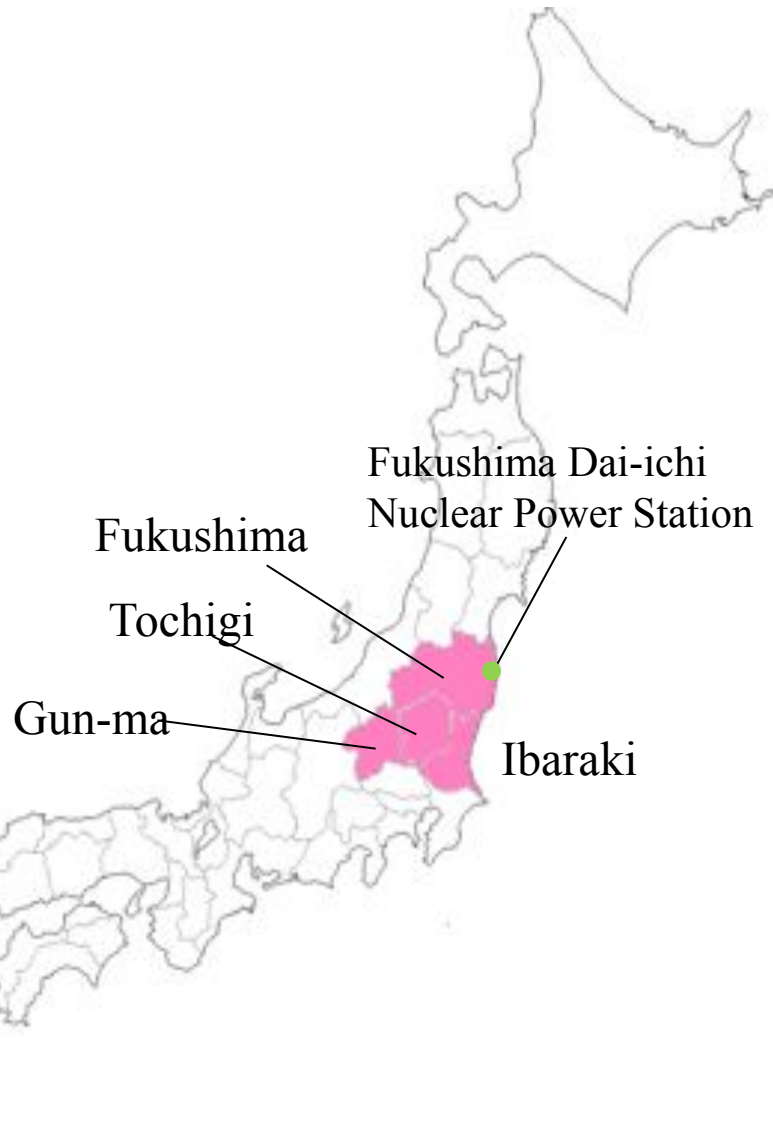 Fukushima Dai-ichi
Nuclear Power Station
Fukushima
Tochigi
Gun-ma
Ibaraki